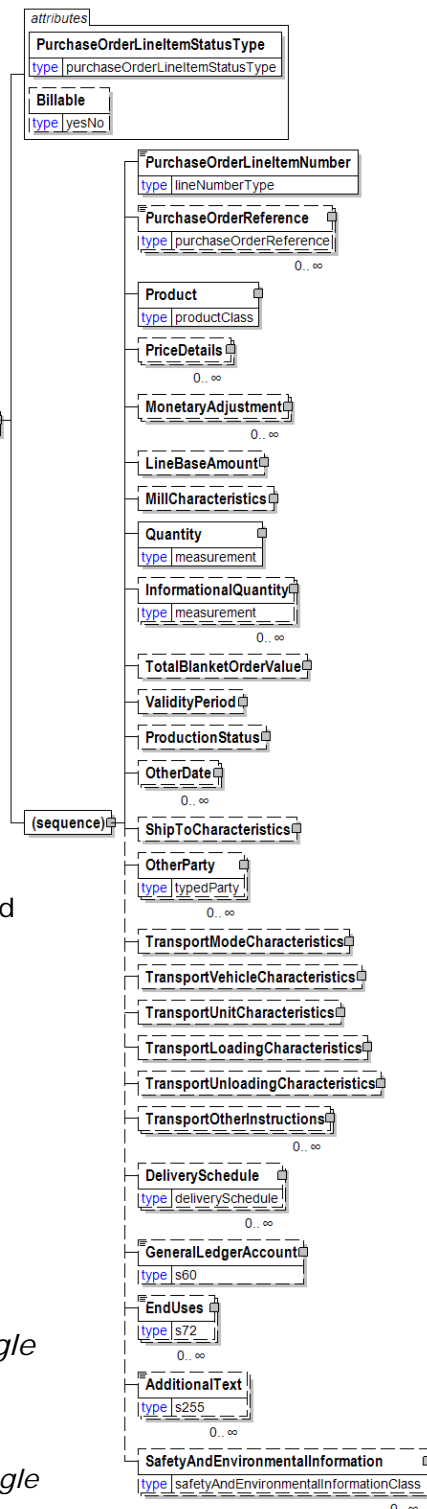 attributes
PurchaseOrderLineItemStatusType
type purchaseOrderLineItemStatusType
Billable
type yesNo
PurchaseOrderLineItemNumber
type lineNumberType
PurchaseOrderReference
type purchaseOrderReference
0.. ∞
Product
type productClass
PriceDetails
0.. ∞
MonetaryAdjustment
0.. ∞
LineBaseAmount
MillCharacteristics
Quantity
type measurement
InformationalQuantity
type measurement
0.. ∞
TotalBlanketOrderValue
ValidityPeriod
ProductionStatus
OtherDate
0.. ∞
(sequence)
ShipToCharacteristics
OtherParty
type typedParty
0.. ∞
TransportModeCharacteristics
TransportVehicleCharacteristics
TransportUnitCharacteristics
TransportLoadingCharacteristics
TransportUnloadingCharacteristics
TransportOtherInstructions
0.. ∞
DeliverySchedule
type deliverySchedule
0.. ∞
GeneralLedgerAccount
type s60
EndUses
type s72
0.. ∞
AdditionalText
type s255
0.. ∞
SafetyAndEnvironmentalInformation
type safetyAndEnvironmentalInformationClass
0.. ∞